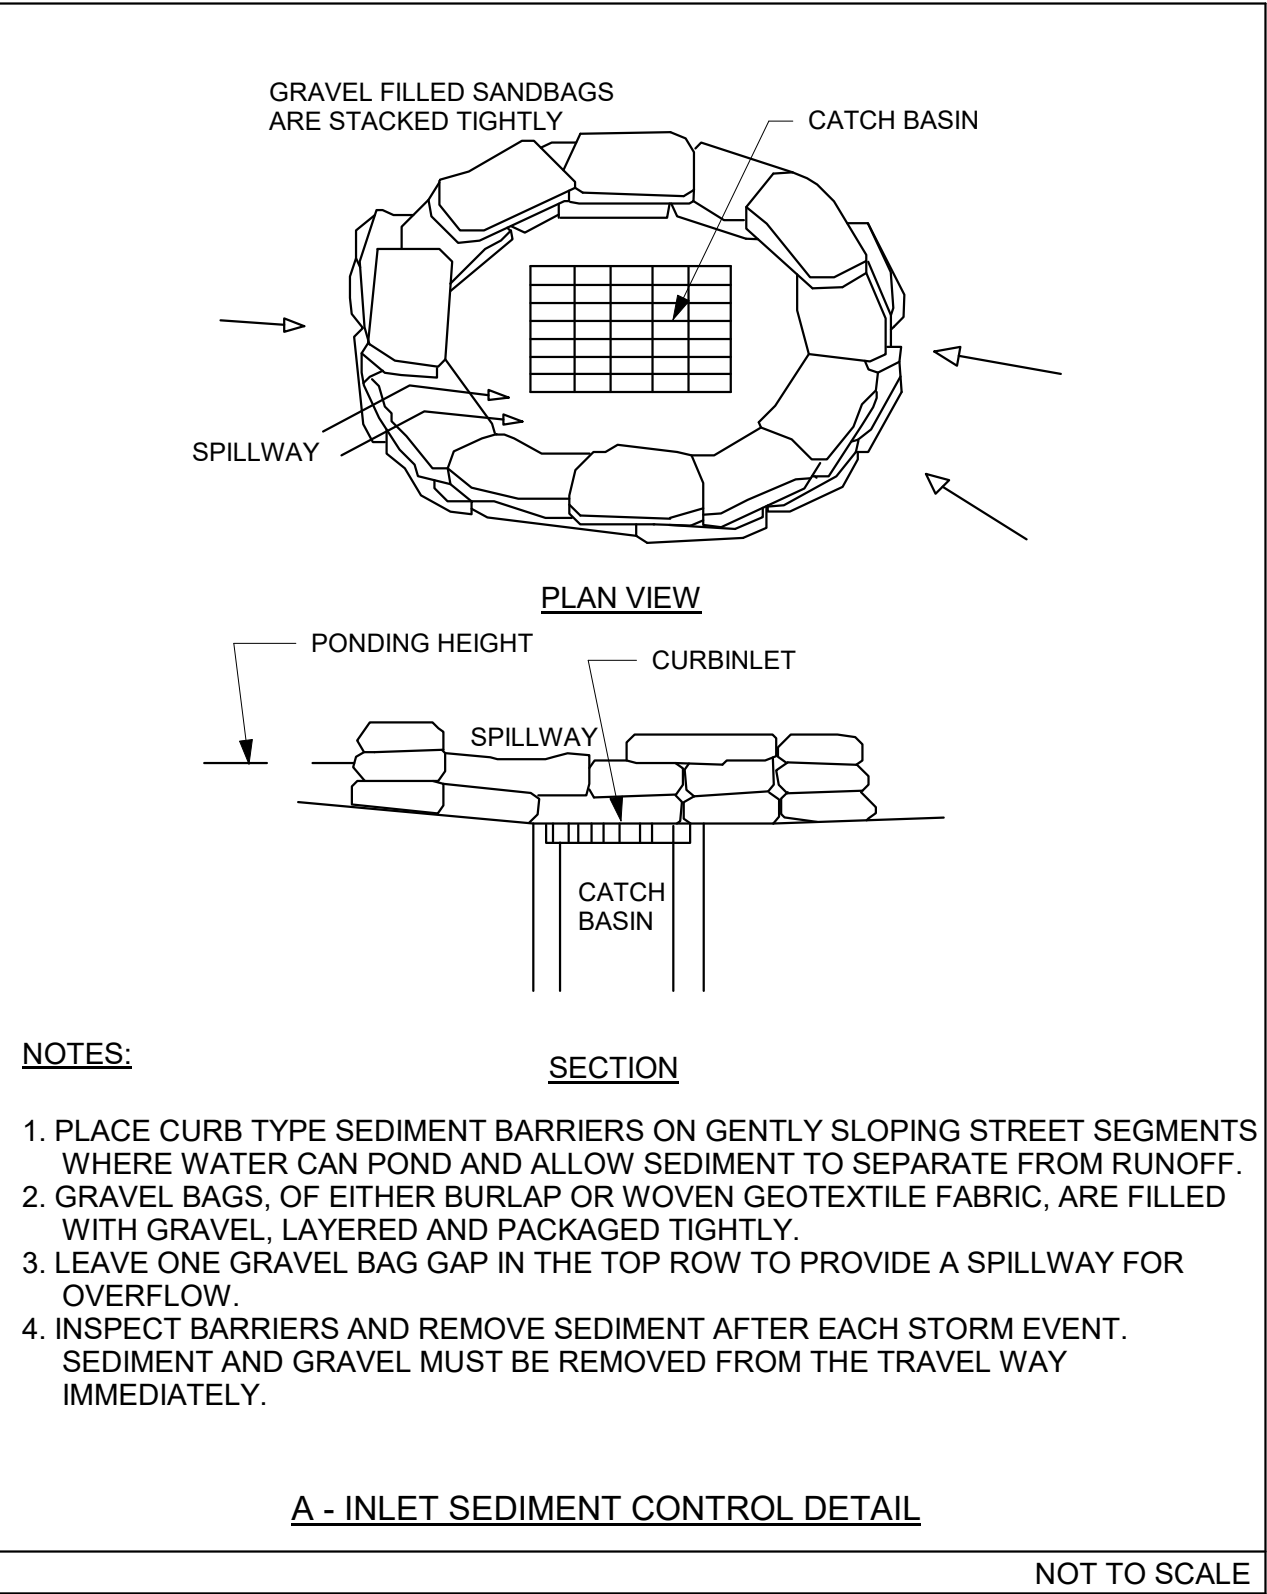 GRAVEL FILLED SANDBAGS
ARE STACKED TIGHTLY
CATCH BASIN
SPILLWAY
PLAN VIEW
PONDING HEIGHT
CURBINLET
SPILLWAY
CATCH
BASIN
NOTES:
SECTION
1. PLACE CURB TYPE SEDIMENT BARRIERS ON GENTLY SLOPING STREET SEGMENTS
WHERE WATER CAN POND AND ALLOW SEDIMENT TO SEPARATE FROM RUNOFF.
2. GRAVEL BAGS, OF EITHER BURLAP OR WOVEN GEOTEXTILE FABRIC, ARE FILLED
WITH GRAVEL, LAYERED AND PACKAGED TIGHTLY.
3. LEAVE ONE GRAVEL BAG GAP IN THE TOP ROW TO PROVIDE A SPILLWAY FOR
OVERFLOW.
4. INSPECT BARRIERS AND REMOVE SEDIMENT AFTER EACH STORM EVENT.
SEDIMENT AND GRAVEL MUST BE REMOVED FROM THE TRAVEL WAY
IMMEDIATELY.
A - INLET SEDIMENT CONTROL DETAIL
NOT TO SCALE